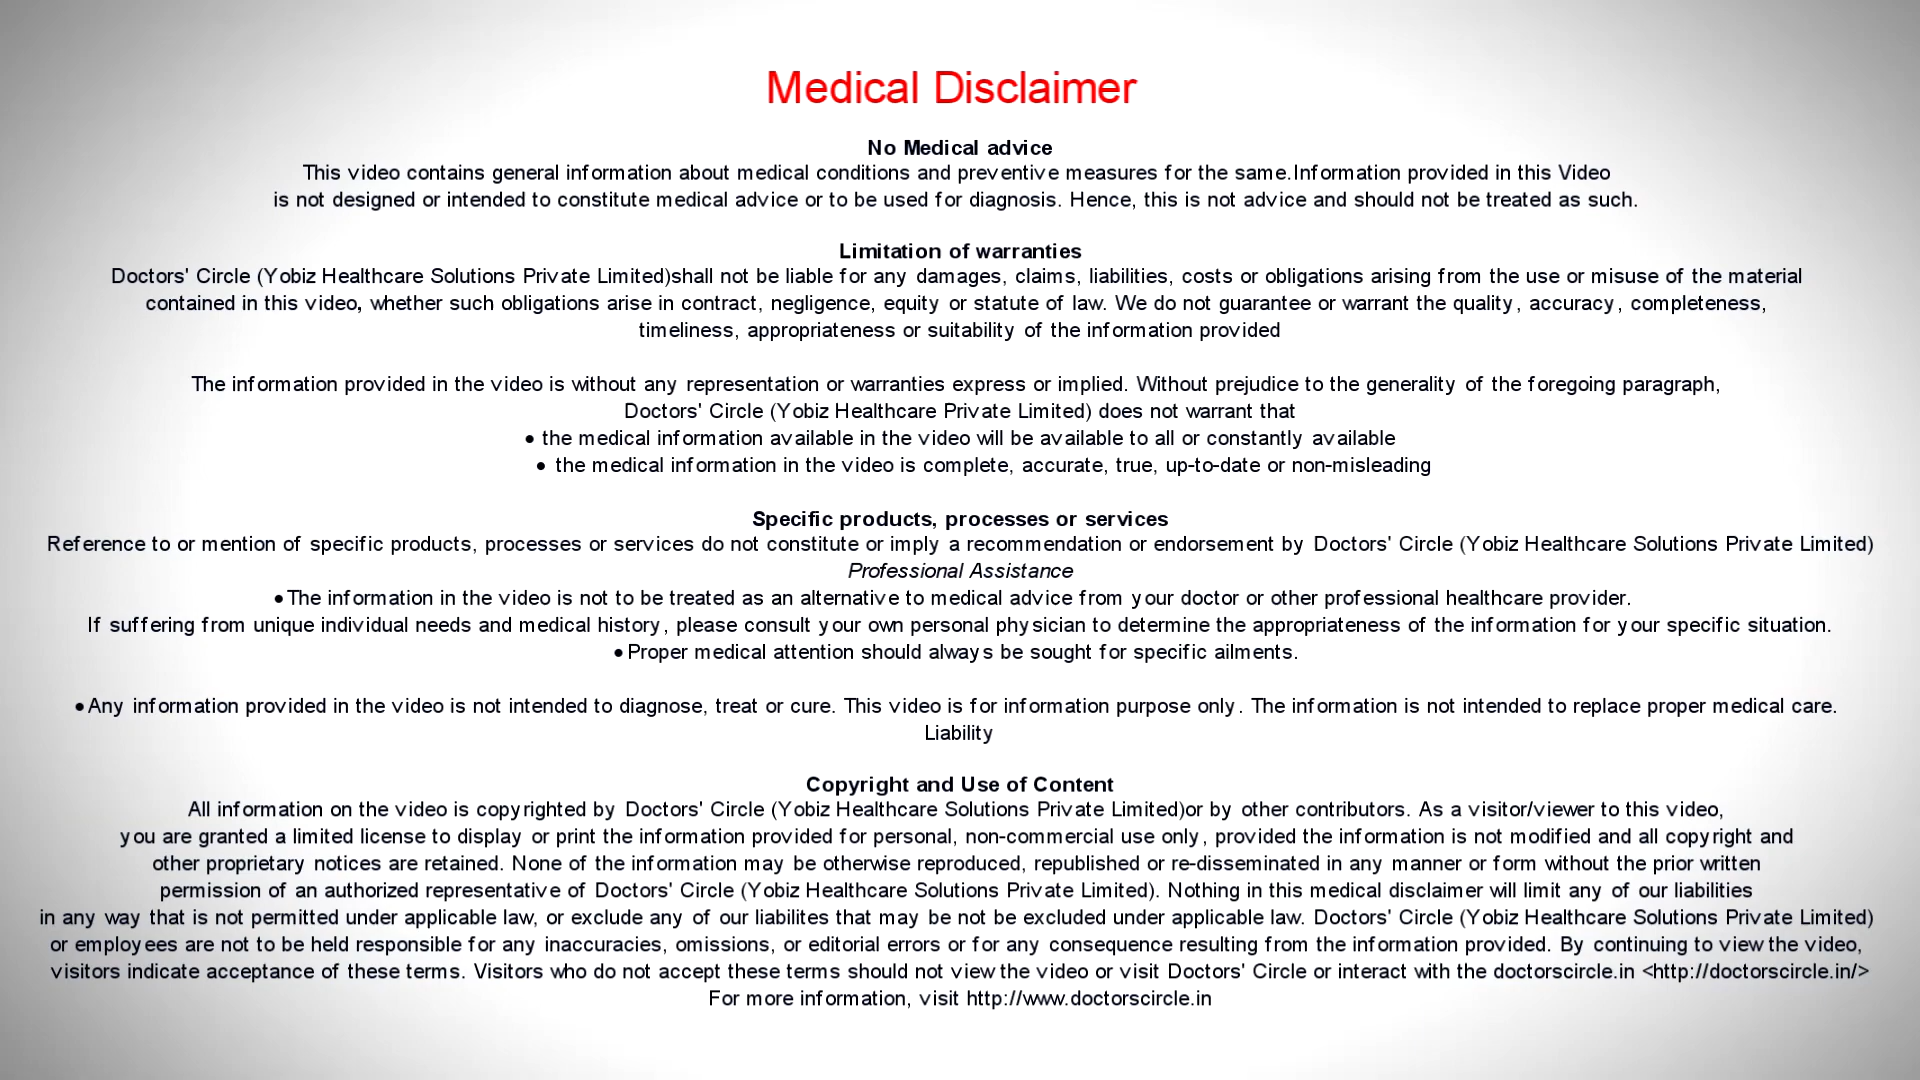 Medical Disclaimer
No Medical advice
This video contains general information about medical conditions and preventive measures for the same.Information provided in this Video
is not designed or intended to constitute medical advice or to be used for diagnosis. Hence, this is not advice and should not be treated as such.
Limitation of warranties
Doctors' Circle (Yobiz Healthcare Solutions Private Limited)shall not be liable for any damages, claims, liabilities, costs or obligations arising from the use or misuse of the material
contained in this video, whether such obligations arise in contract, negligence, equity or statute of law. We do not guarantee or warrant the quality, accuracy, completeness,
timeliness, appropriateness or suitability of the information provided
The information provided in the video is without any representation or warranties express or implied. Without prejudice to the generality of the foregoing paragraph,
Doctors' Circle (Yobiz Healthcare Private Limited) does not warrant that
• the medical information available in the video will be available to all or constantly available
• the medical information in the video is complete, accurate, true, up-to-date or non-misleading
Specific products, processes or services
Reference to or mention of specific products, processes or services do not constitute or imply a recommendation or endorsement by Doctors' Circle (Yobiz Healthcare Solutions Private Limited)
Professional Assistance
•The information in the video is not to be treated as an alternative to medical advice from your doctor or other professional healthcare provider.
If suffering from unique individual needs and medical history, please consult your own personal physician to determine the appropriateness of the information for your specific situation.
•Proper medical attention should always be sought for specific ailments.
•Any information provided in the video is not intended to diagnose, treat or cure. This video is for information purpose only. The information is not intended to replace proper medical care.
Liability
Copyright and Use of Content
All information on the video is copyrighted by Doctors' Circle (Yobiz Healthcare Solutions Private Limited)or by other contributors. As a visitor/viewer to this video,
you are granted a limited license to display or print the information provided for personal, non-commercial use only, provided the information is not modified and all copyright and
other proprietary notices are retained. None of the information may be otherwise reproduced, republished or re-disseminated in any manner or form without the prior written
permission of an authorized representative of Doctors' Circle (Yobiz Healthcare Solutions Private Limited). Nothing in this medical disclaimer will limit any of our liabilities
in any way that is not permitted under applicable law, or exclude any of our liabilites that may be not be excluded under applicable law. Doctors' Circle (Yobiz Healthcare Solutions Private Limited)
or employees are not to be held responsible for any inaccuracies, omissions, or editorial errors or for any consequence resulting from the information provided. By continuing to view the video,
visitors indicate acceptance of these terms. Visitors who do not accept these terms should not view the video or visit Doctors' Circle or interact with the doctorscircle.in <http://doctorscircle.in/>
For more information, visit http://www.doctorscircle.in